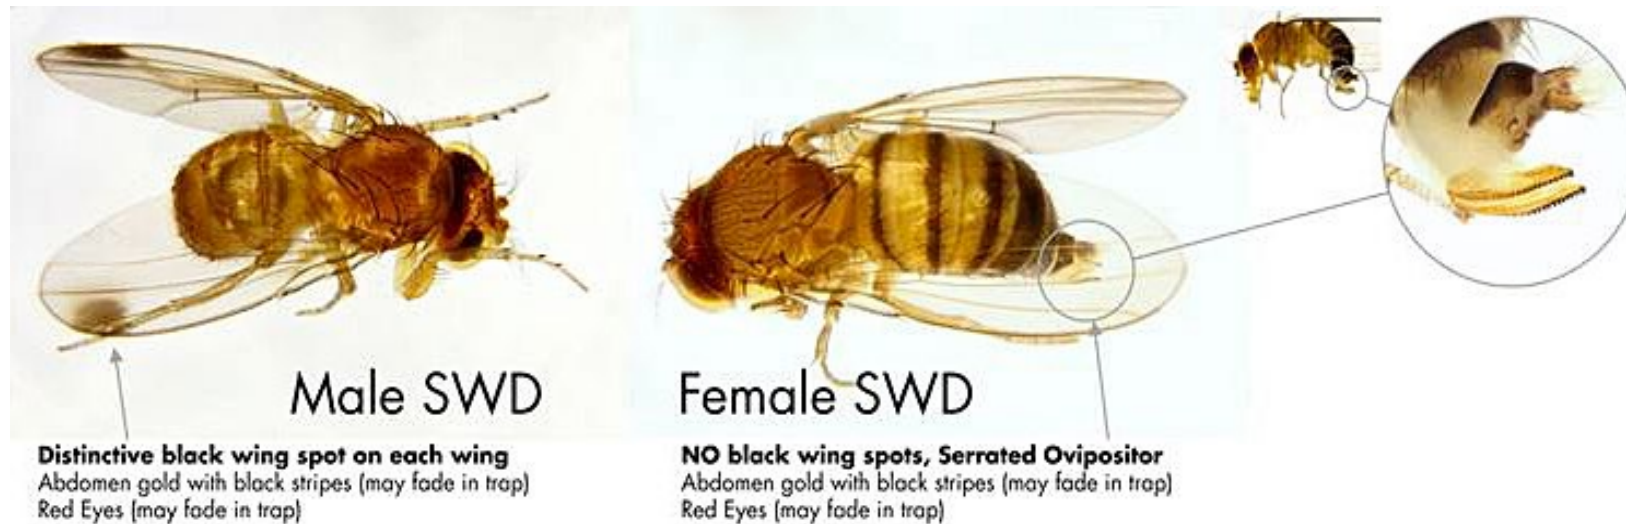 Male SWD
Distinctive black wing spot on each wing
Abdomen gold with black stripes (may fade in trap)
Red Eyes (may fade in trap)
Female SWD
NO black wing spots, Serrated Ovipositor
Abdomen gold with black stripes (may fade in trap)
Red Eyes (may fade in trap)